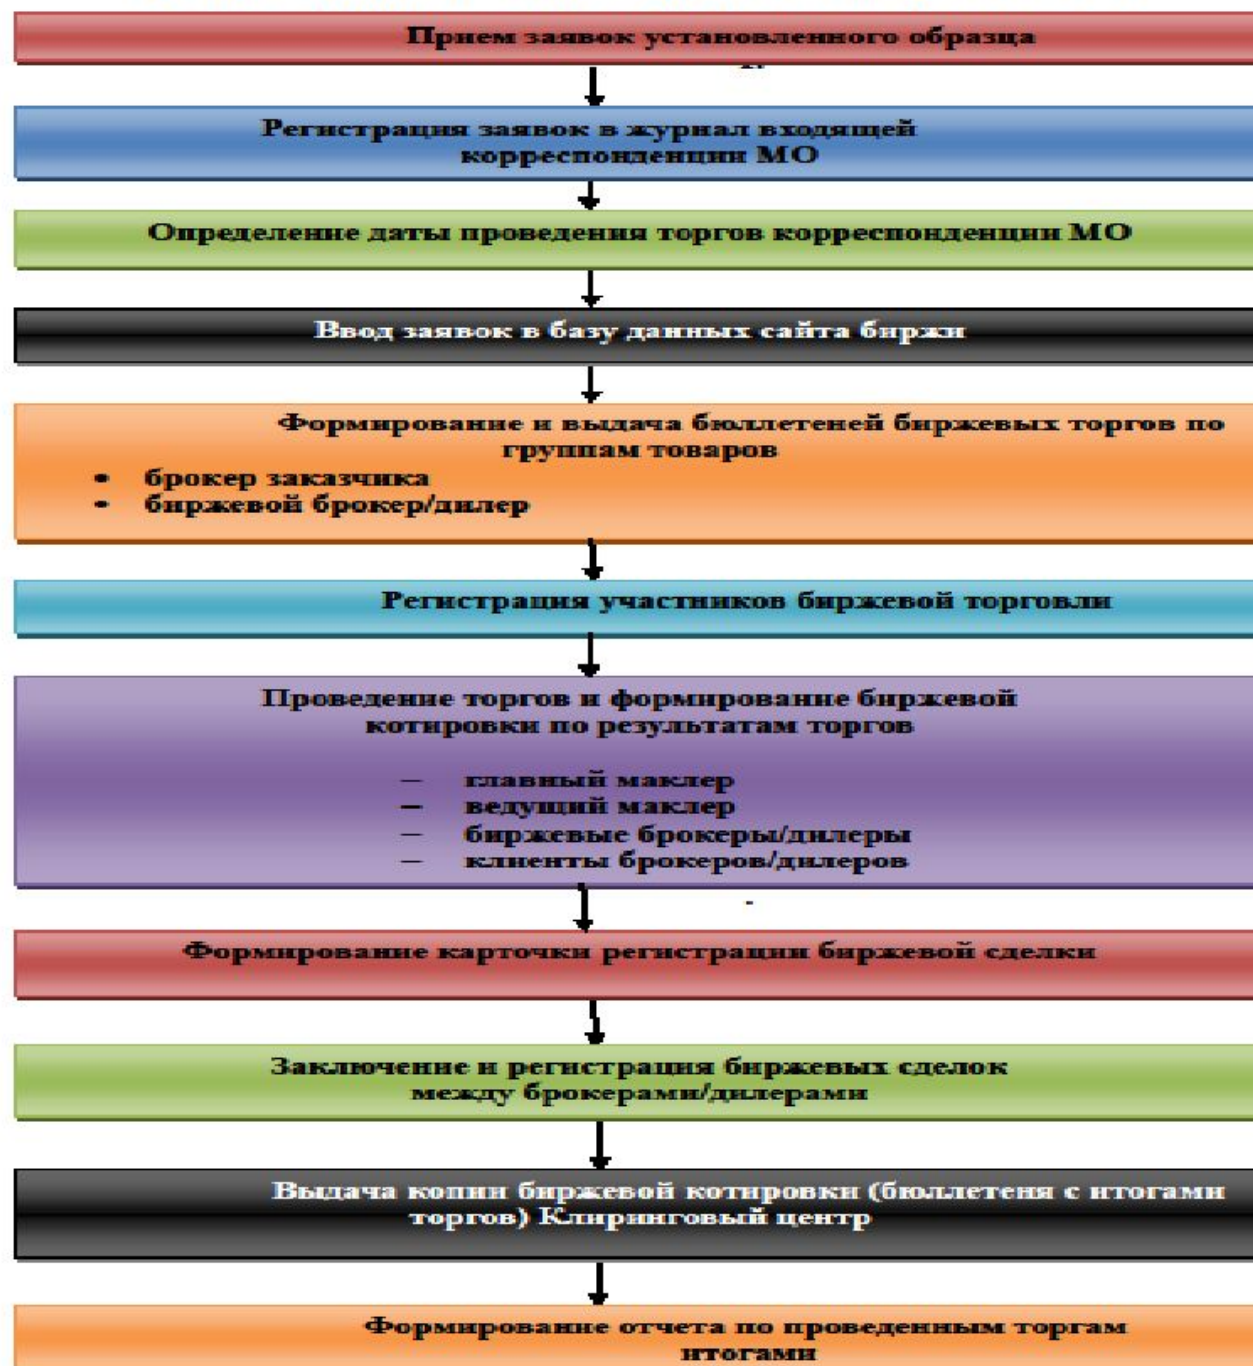 Прием заявок установленного образца
Регистрация заявок в журнал входящей
корреспонденции МО
Определение даты проведения торгов корреспонденции МО
Ввод заявок в базу данных сайта биржи
Формирование и выдача бюллетеней биржевых торгов по
группам товаров
• брокер заказчика
• биржевой брокер/дилер
Регистрация участников биржевой торговли
Проведение торгов и формирование биржевой
котировки по результатам торгов
– главный маклер
– ведущий маклер
– биржевые брокеры/дилеры
– клиенты брокеров/дилеров
Формирование карточки регистрации биржевой сделки
Заключение и регистрация биржевых сделок
между брокерами/дилерами
Выдача копии биржевой котировки (бюллетеня с итогами
торгов) Клиринговый центр
Формирование отчета по проведенным торгам
итогами